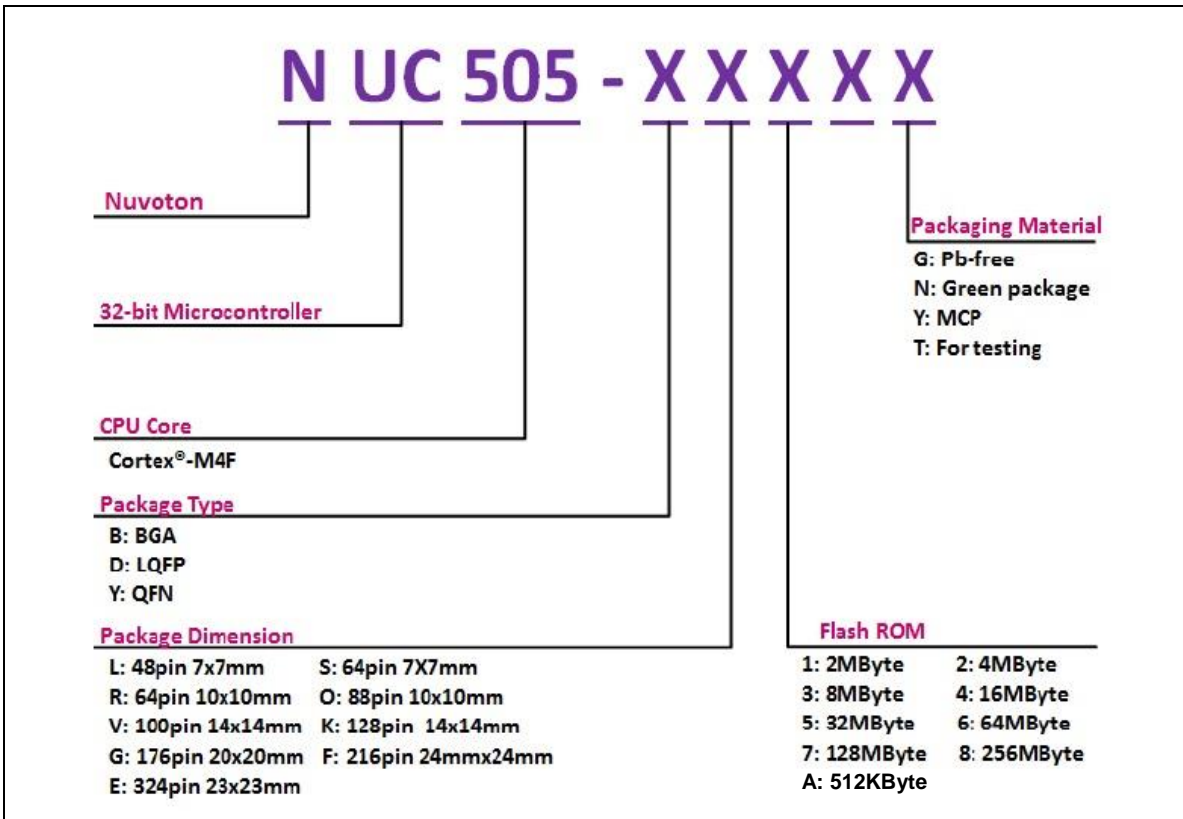 N UC 505 - X X X X X
Nuvoton
Packaging Material
G: Pb-free
N: Green package
Y: MCP
T: For testing
32-bit Microcontroller
CPU Core
Cortex®-M4F
Package Type
B: BGA
D: LQFP
Y: QFN
Package Dimension
L: 48pin 7x7mm S: 64pin 7X7mm
R: 64pin 10x10mm O: 88pin 10x10mm
V: 100pin 14x14mm K: 128pin 14x14mm
G: 176pin 20x20mm F: 216pin 24mmx24mm
E: 324pin 23x23mm
Flash ROM
1: 2MByte 2: 4MByte
3: 8MByte 4: 16MByte
5: 32MByte 6: 64MByte
7: 128MByte 8: 256MByte
A: 512KByte